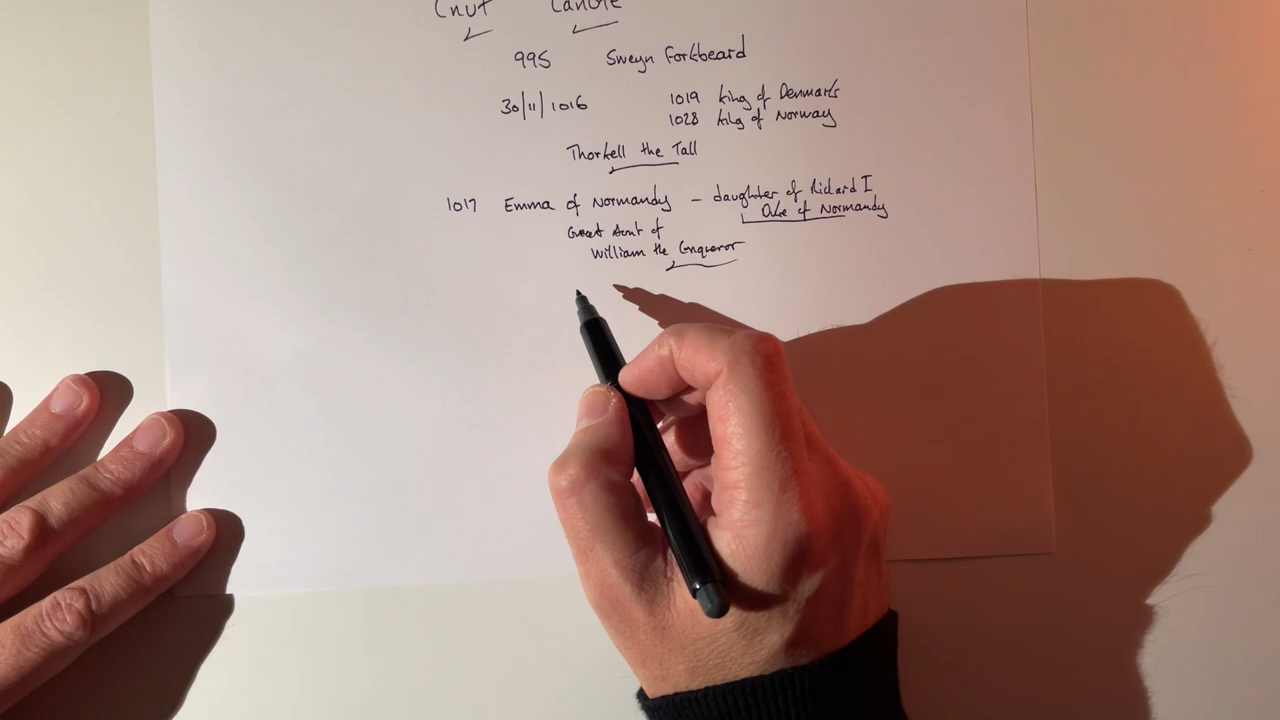 Cnut Canute
995 Sweyn Forkbeard
30/11/1016 1019 King of Denmark
1028 King of Norway
Thorkell the Tall
1017 Emma of Normandy – daughter of Richard I
Duke of Normandy
Great Aunt of
William the Conqueror